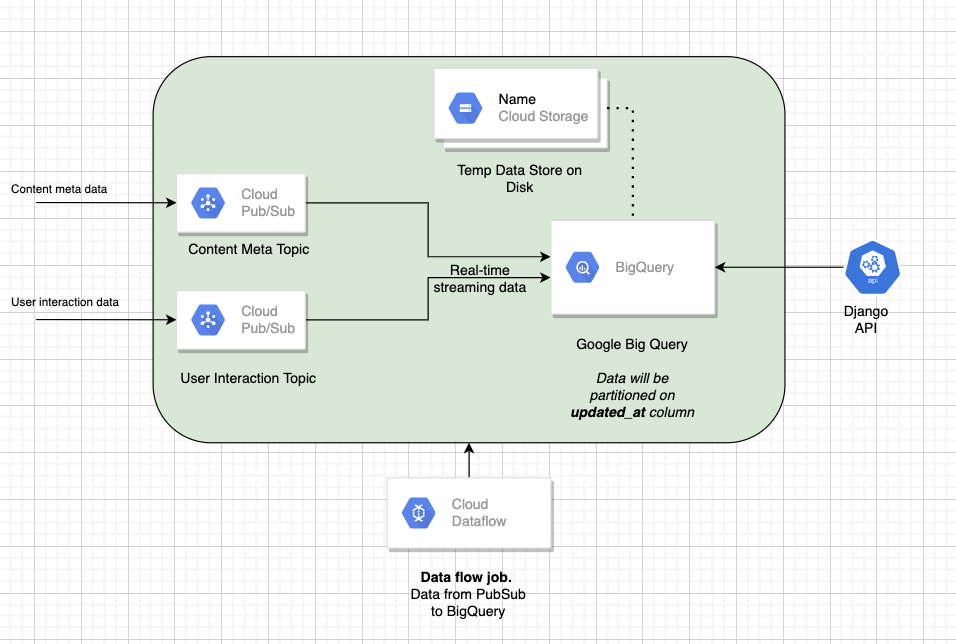 Name
Cloud Storage
Temp Data Store on
Disk
Content meta data
Cloud
Pub/Sub
Content Meta Topic
User interaction data
Cloud
Pub/Sub
User Interaction Topic
Real-time
streaming data
BigQuery
Google Big Query
Data will be
partitioned on
updated_at column
api
Django
API
Cloud
Dataflow
Data flow job.
Data from PubSub
to BigQuery